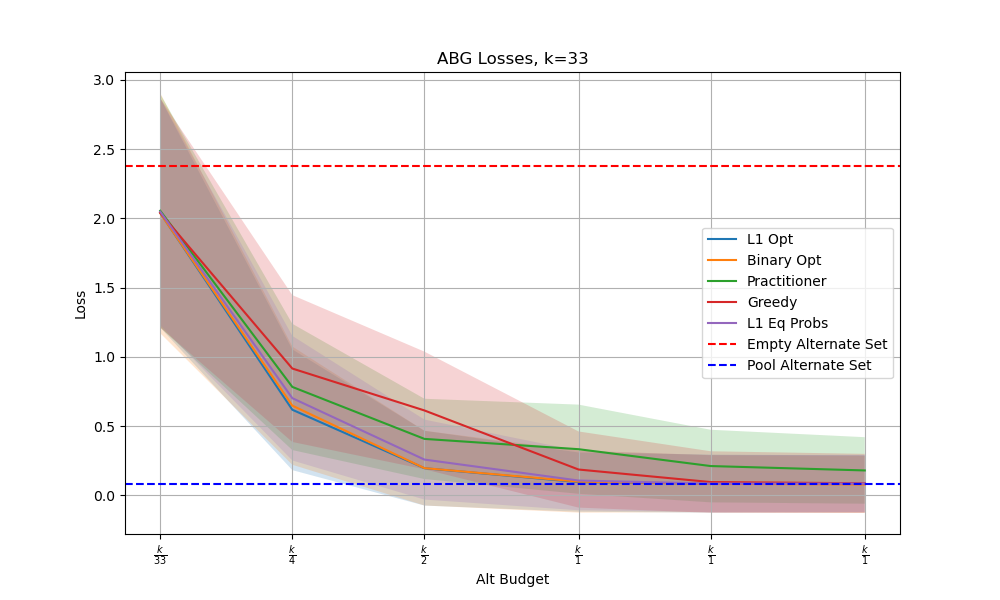 ABG Losses, k=33
3.0
2.5
2.0
1.5
1.0
0.5
0.0
Loss
L1 Opt
Binary Opt
Practitioner
Greedy
L1 Eq Probs
Empty Alternate Set
Pool Alternate Set
k/33 k/4 k/2 k/1 k/1 k/1
Alt Budget